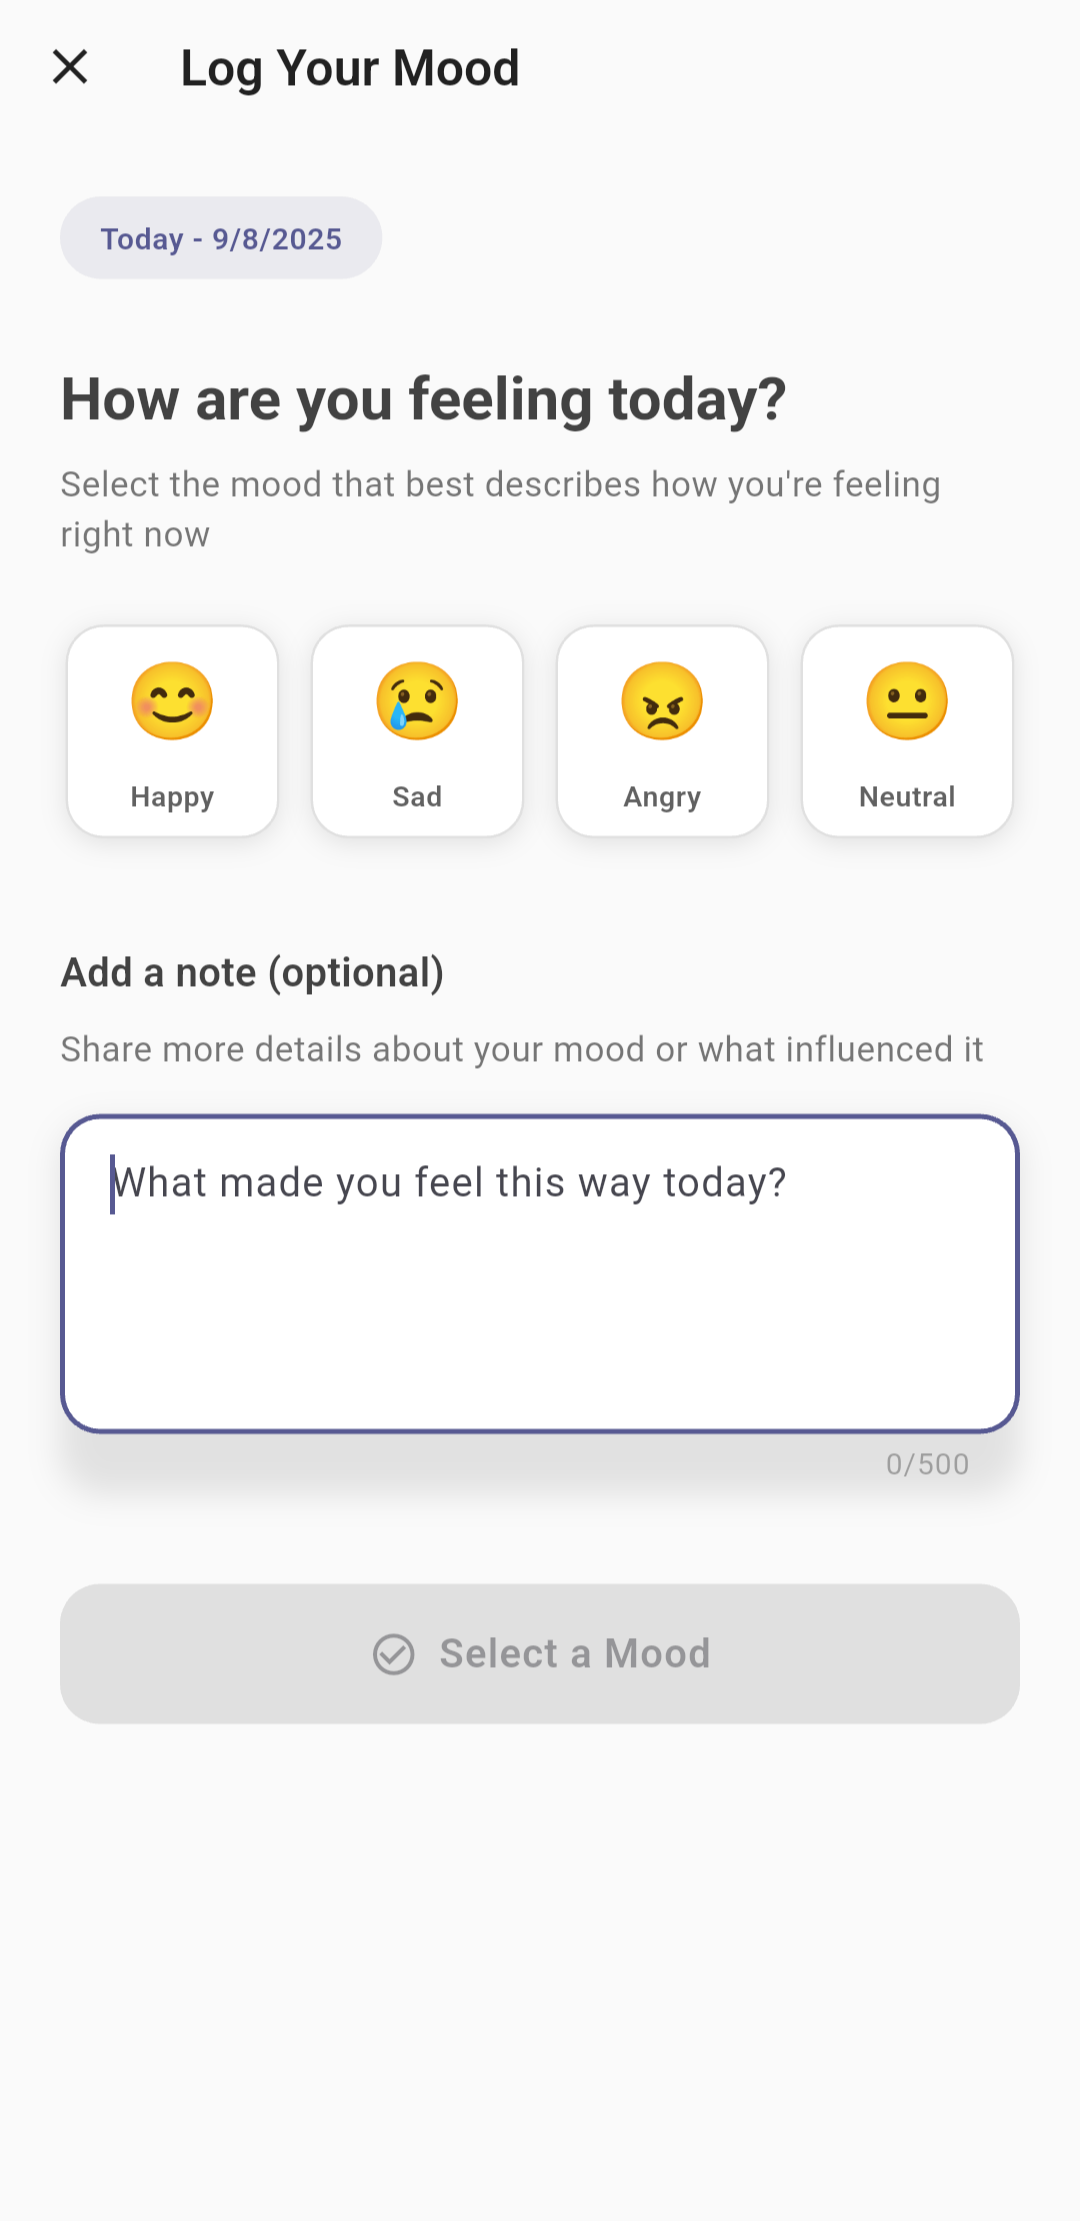 Log Your Mood
Today - 9/8/2025
How are you feeling today?
Select the mood that best describes how you're feeling
right now
Happy
Sad
Angry
Neutral
Add a note (optional)
Share more details about your mood or what influenced it
What made you feel this way today?
0/500
Select a Mood